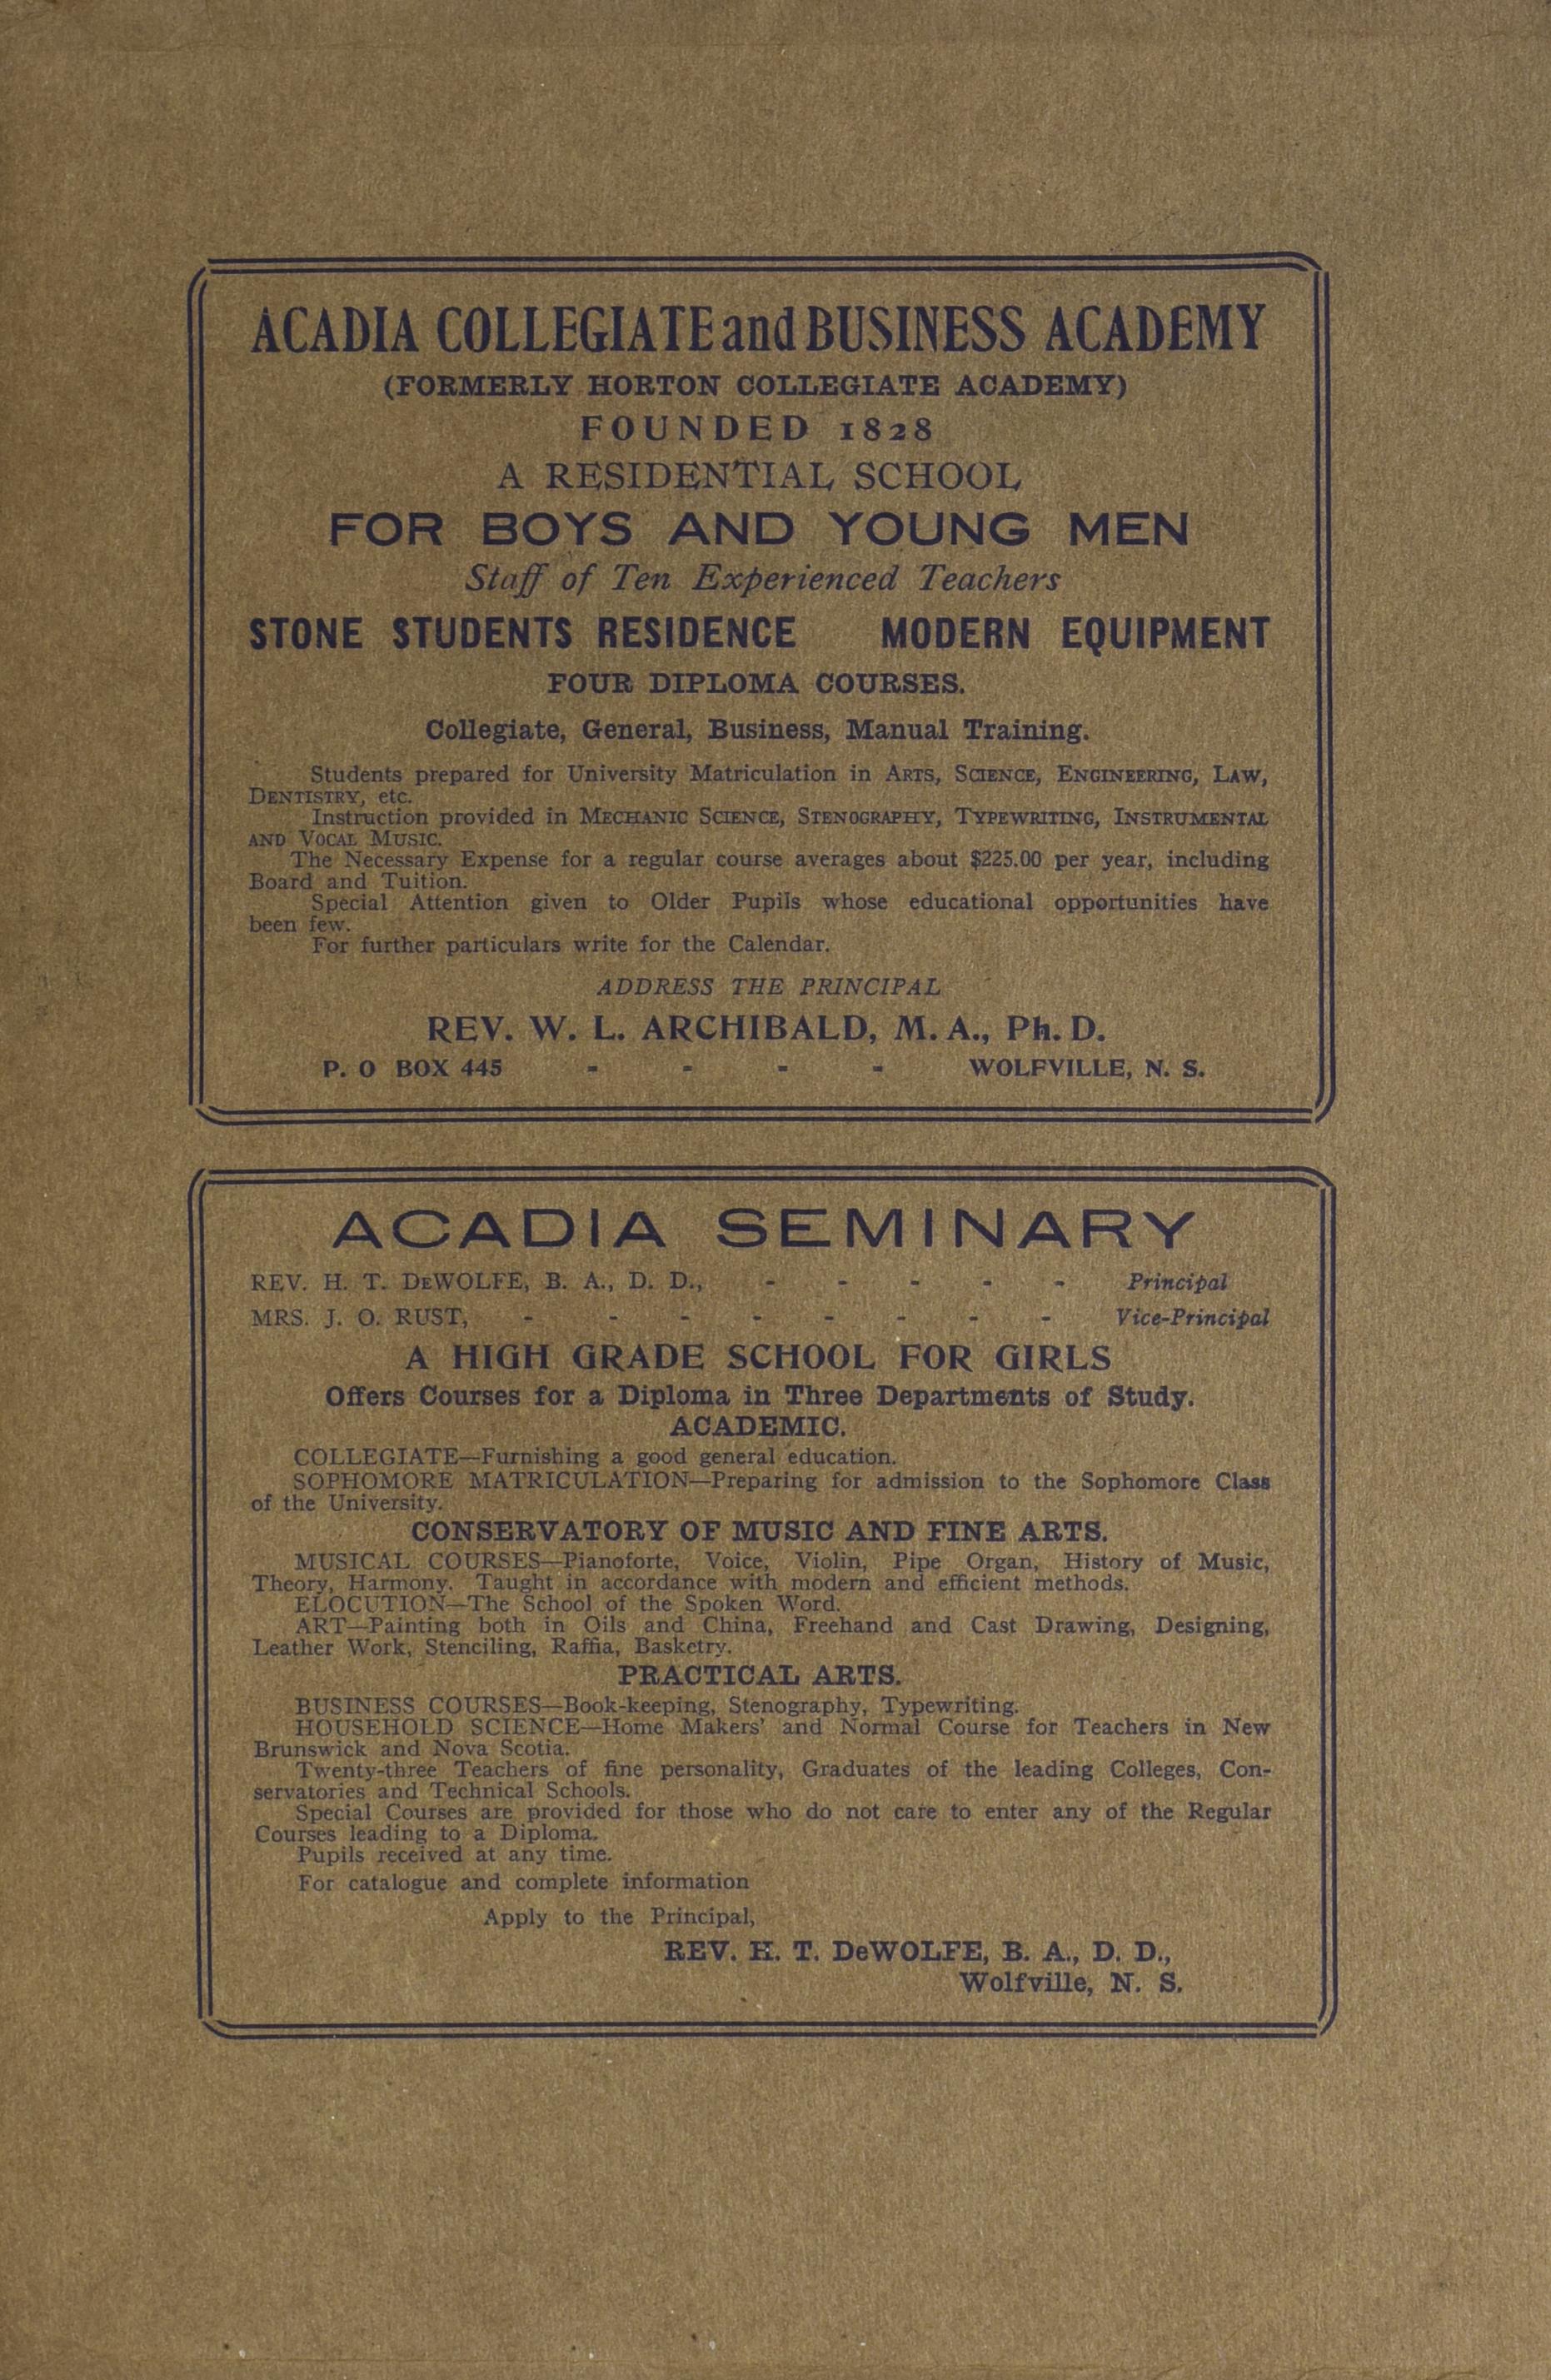 ACADIA COLLEGIATE and BUSINESS ACADEMY
(FORMERLY HORTON COLLEGIATE ACADEMY)
FOUNDED 1828
A RESIDENTIAL SCHOOL
FOR BOYS AND YOUNG MEN
Staff of Ten Experienced Teachers
STONE STUDENTS RESIDENCE MODERN EQUIPMENT
FOUR DIPLOMA COURSES.
Collegiate, General, Business, Manual Training.
Students prepared for University Matriculation in ARTS, SCIENCE, ENGINEERING, LAW,
DENTISTRY, etc.
Instruction provided in MECHANIC SCIENCE, STENOGRAPHY, TYPEWRITING, INSTRUMENTAL
AND VOCAL MUSIC.
The Necessary Expense for a regular course averages about $225.00 per year, including
Board and Tuition.
Special Attention given to Older Pupils whose educational opportunities have
been few.
For further particulars write for the Calendar.
ADDRESS THE PRINCIPAL
REV. W. L. ARCHIBALD, M. A., Ph. D.
P. O BOX 445 - - - - WOLFVILLE, N. S.
ACADIA SEMINARY
REV. H. T. DEWOLFE, B. A., D. D., - - - - - Principal
MRS. J. O. RUST, - - - - - - - - Vice-Principal
A HIGH GRADE SCHOOL FOR GIRLS
Offers Courses for a Diploma in Three Departments of Study.
ACADEMIC.
COLLEGIATE—Furnishing a good general education.
SOPHOMORE MATRICULATION—Preparing for admission to the Sophomore Class
of the University.
CONSERVATORY OF MUSIC AND FINE ARTS.
MUSICAL COURSES—Pianoforte, Voice, Violin, Pipe Organ, History of Music,
Theory, Harmony. Taught in accordance with modern and efficient methods.
ELOCUTION—The School of the Spoken Word.
ART—Painting both in Oils and China, Freehand and Cast Drawing, Designing,
Leather Work, Stenciling, Raffia, Basketry.
PRACTICAL ARTS.
BUSINESS COURSES—Book-keeping, Stenography, Typewriting.
HOUSEHOLD SCIENCE—Home Makers' and Normal Course for Teachers in New
Brunswick and Nova Scotia.
Twenty-three Teachers of fine personality, Graduates of the leading Colleges, Con-
servatories and Technical Schools.
Special Courses are provided for those who do not care to enter any of the Regular
Courses leading to a Diploma.
Pupils received at any time.
For catalogue and complete information
Apply to the Principal,
REV. H. T. DeWOLFE, B. A., D. D.,
Wolfville, N. S.